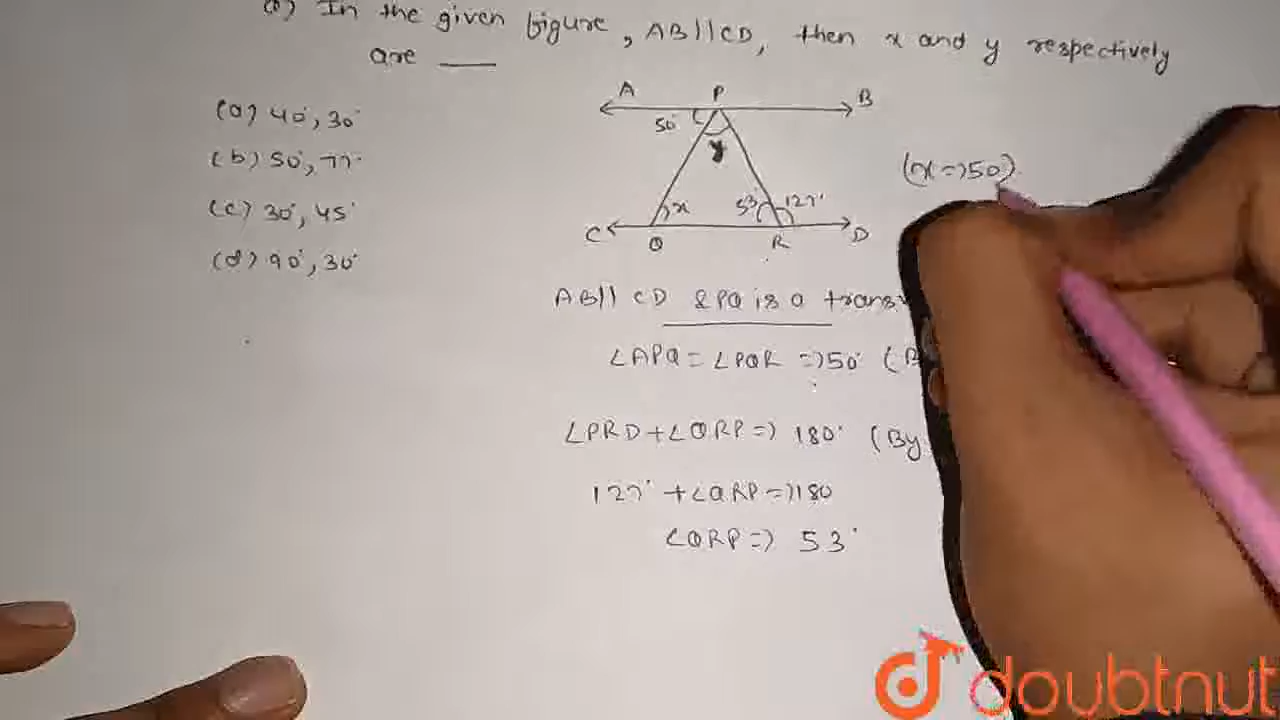 In the given figure, AB||CD, then x and y respectively
are ___
(a) 40°, 30°
(b) 50°, 77°
(c) 30°, 45°
(d) 90°, 30°
A P B
50° y
x 53° 127°
C Q R D
(x=>50°)
AB|| CD & PQ is a
∠APQ = ∠PQR => 50°
∠PRD + ∠QRP => 180° (By
127° + ∠QRP => 180
∠QRP => 53°
doubtnut